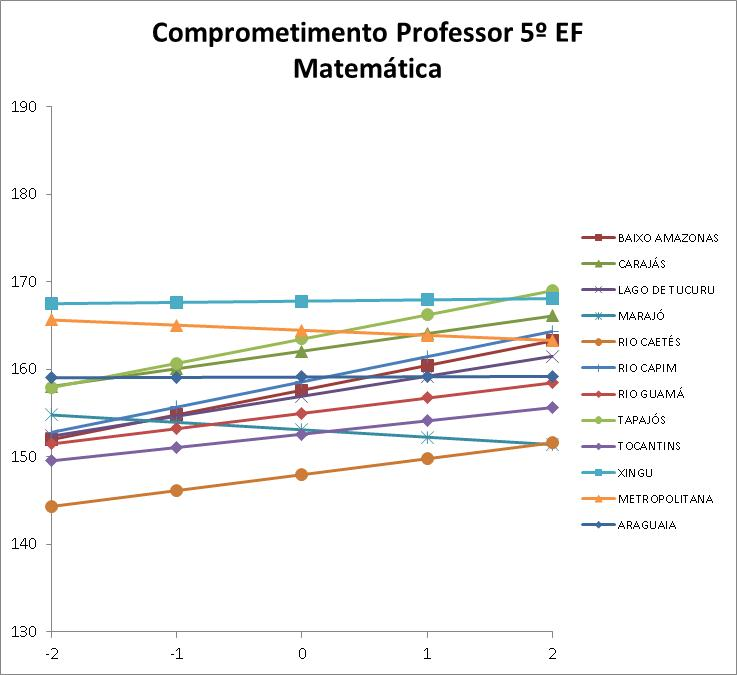 Comprometimento Professor 5º EF
Matemática
190
180
170
160
150
140
130
-2
-1
0
1
2
BAIXO AMAZONAS
CARAJÁS
LAGO DE TUCURU
MARAJÓ
RIO CAETÉS
RIO CAPIM
RIO GUAMÁ
TAPAJÓS
TOCANTINS
XINGU
METROPOLITANA
ARAGUAIA